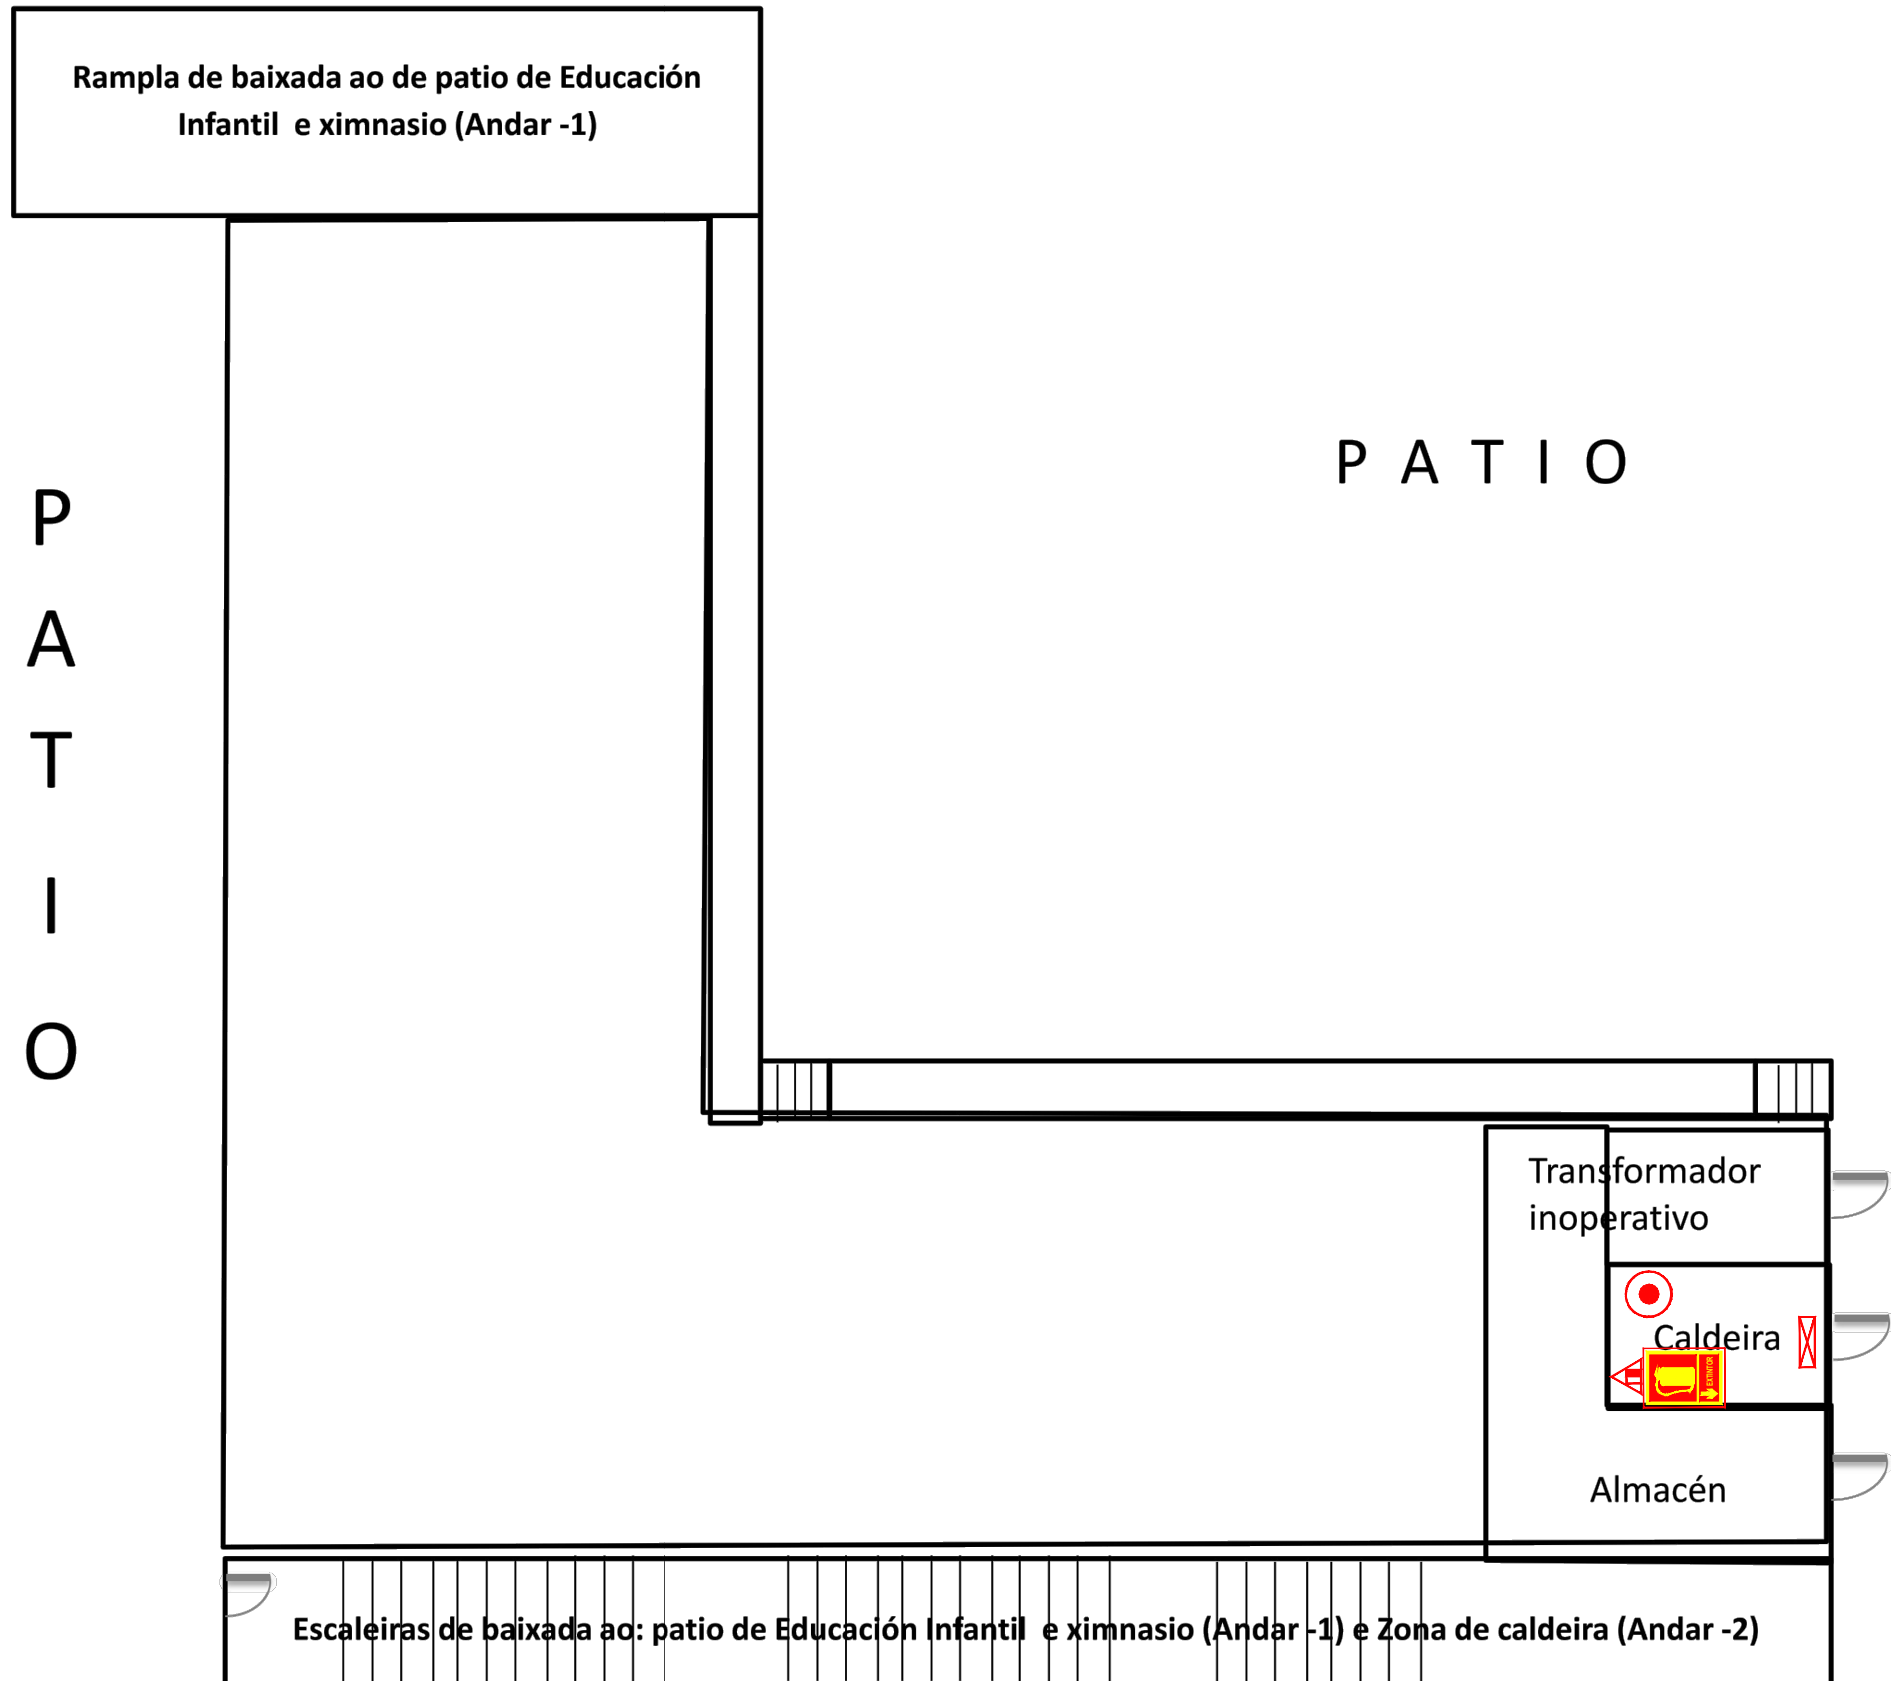 Rampla de baixada ao de patio de Educación
Infantil e ximnasio (Andar -1)
P A T I O
P
A
T
I
O
Transformador
inoperativo
Caldeira
EXTINTOR
Almacén
Escaleiras de baixada ao: patio de Educación Infantil e ximnasio (Andar -1) e Zona de caldeira (Andar -2)